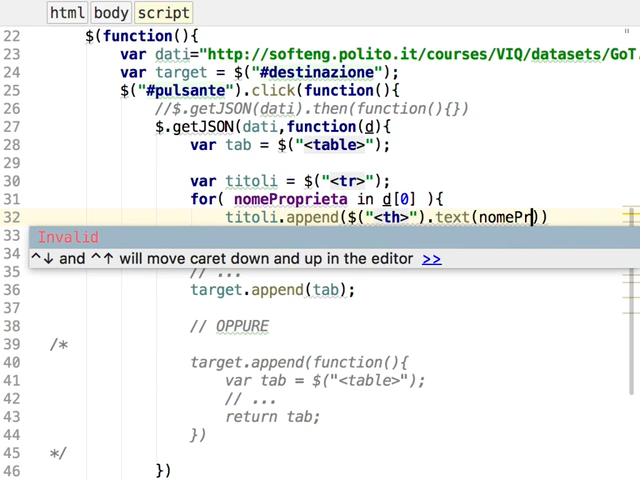 html body script
22 $(function(){
23 var dati="http://softeng.polito.it/courses/VIQ/datasets/GoT.
24 var target = $("#destinazione");
25 $("#pulsante").click(function(){
26 //$.getJSON(dati).then(function(){})
27 $.getJSON(dati,function(d){
28 var tab = $("<table>");
29
30 var titoli = $("<tr>");
31 for( nomeProprieta in d[0] ){
32 titoli.append($("<th>").text(nomePr))
33 Invalid
34 ^↓ and ^↑ will move caret down and up in the editor >>
35 // ...
36 target.append(tab);
37
38 // OPPURE
39 /*
40 target.append(function(){
41 var tab = $("<table>");
42 // ...
43 return tab;
44 })
45 */
46 })